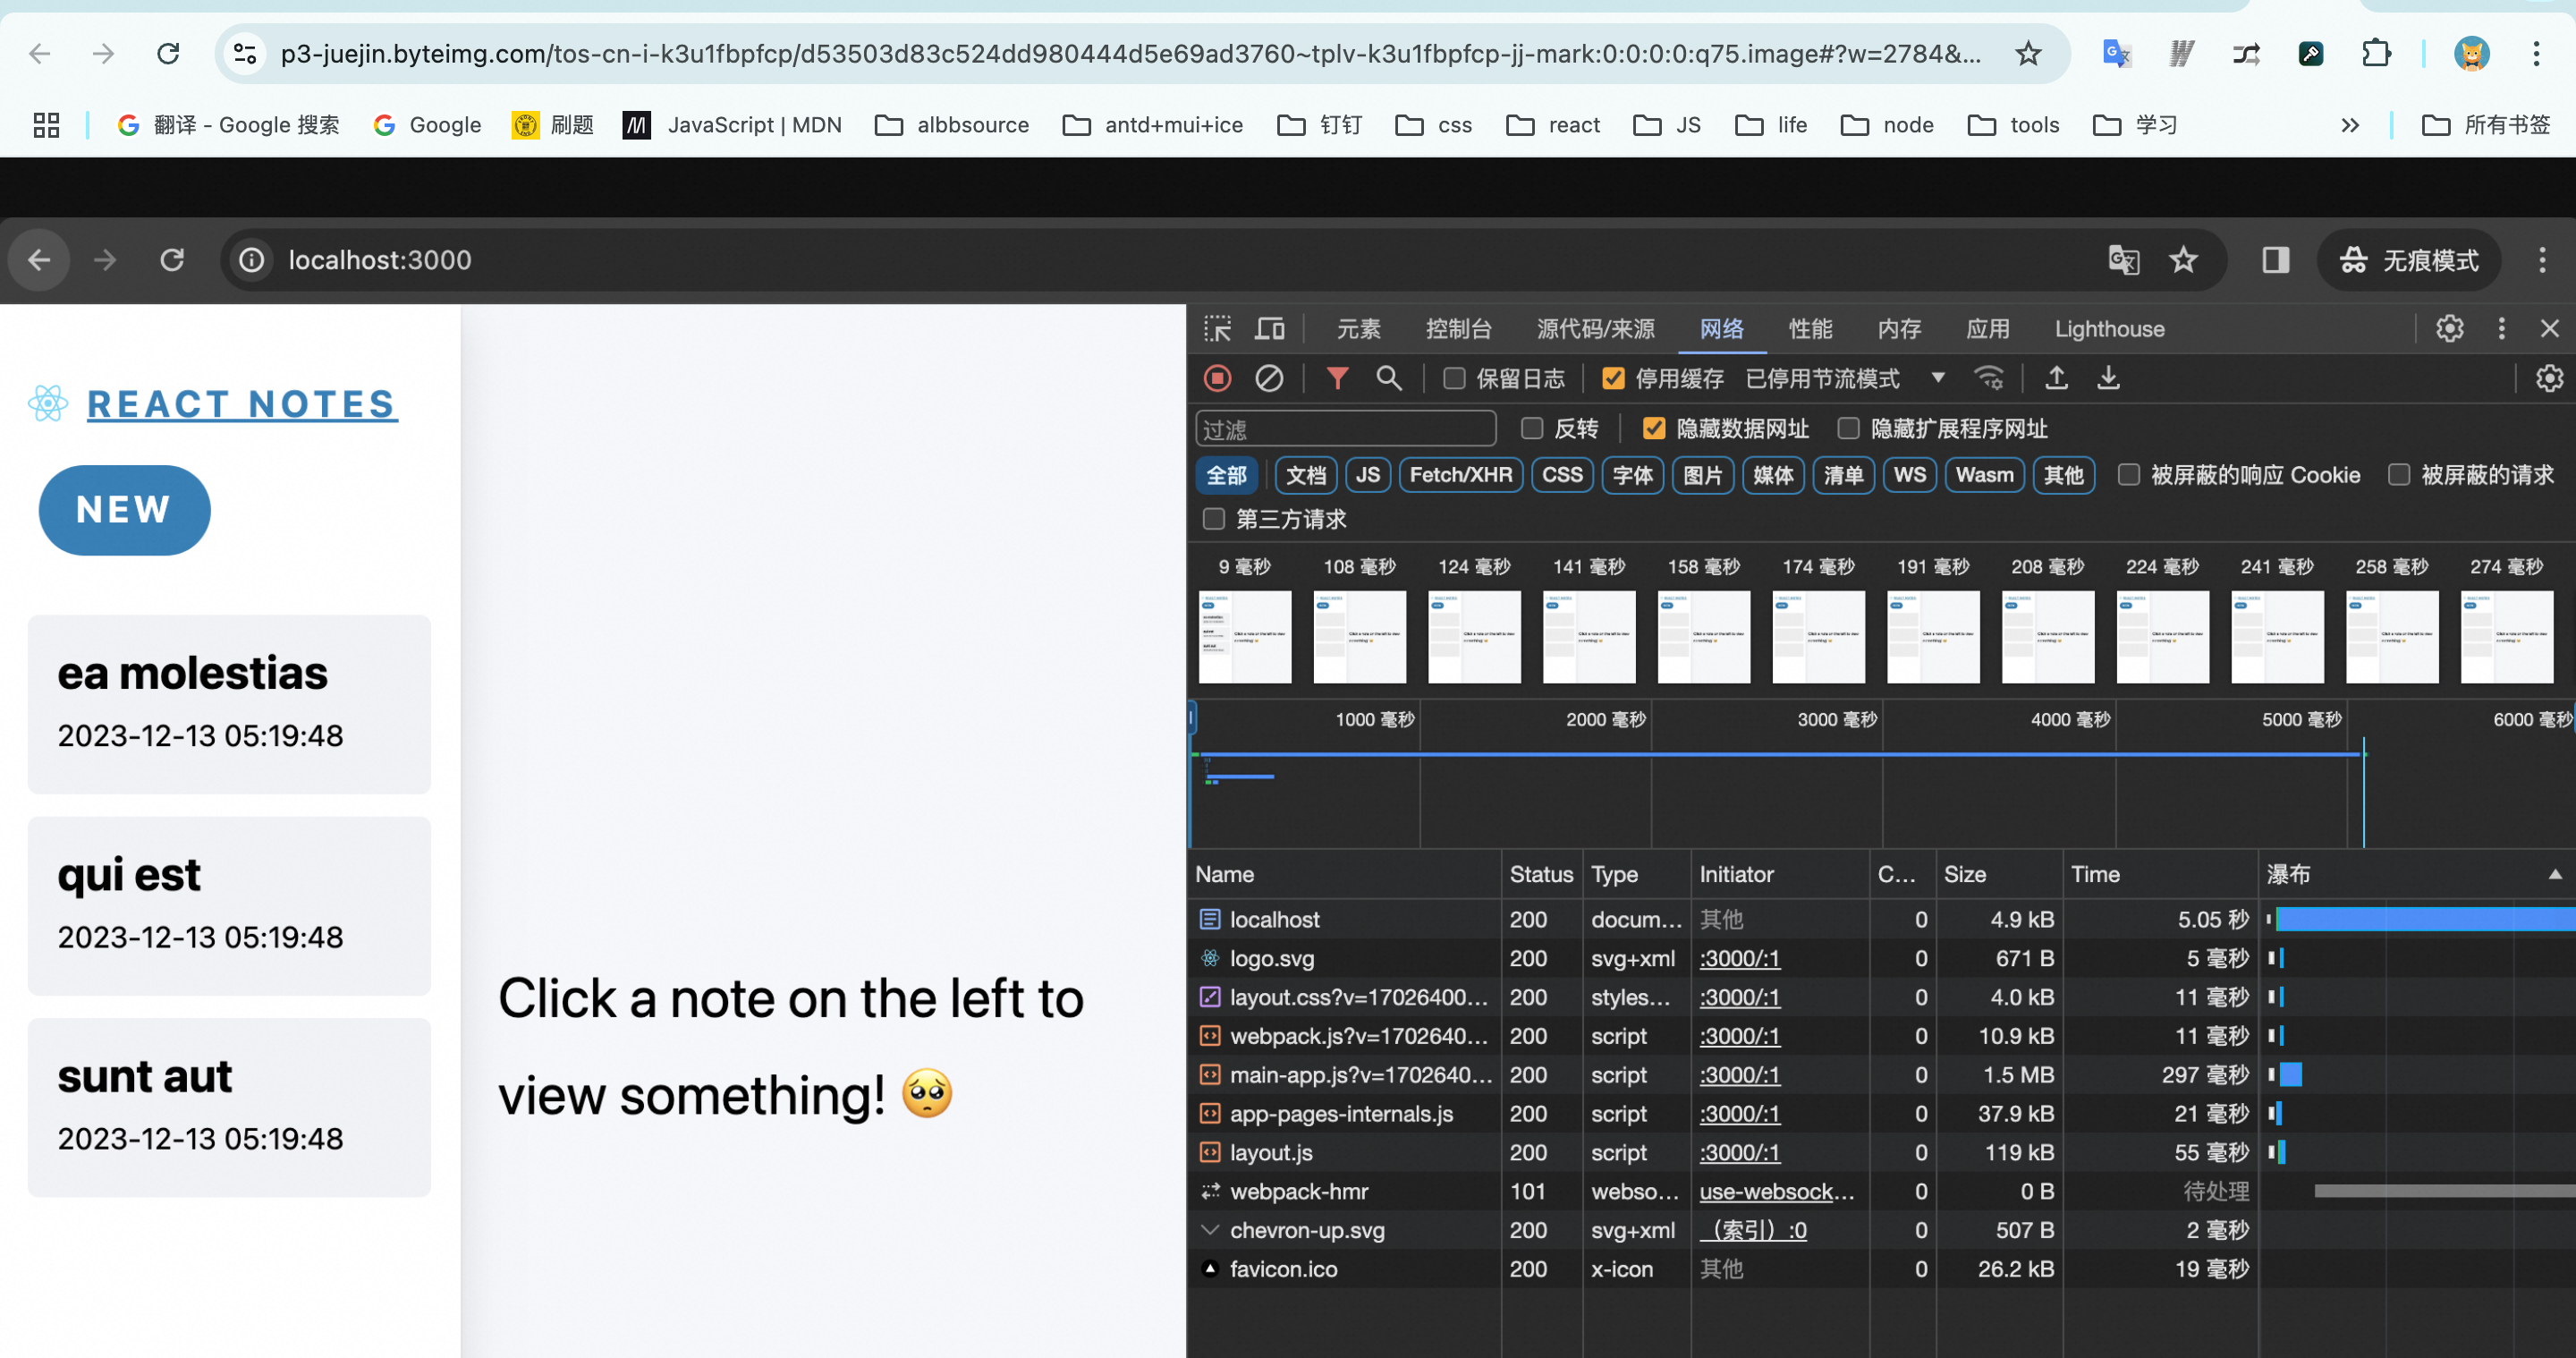 p3-juejin.byteimg.com/tos-cn-i-k3u1fbpfcp/d53503d83c524dd980444d5e69ad3760~tplv-k3u1fbpfcp-jj-mark:0:0:0:0:q75.image#?w=2784&...
翻译 - Google 搜索 Google 刷题 JavaScript | MDN albbsource antd+mui+ice 钉钉 css react JS life node tools 学习 所有书签
localhost:3000 无痕模式
REACT NOTES
NEW
ea molestias
2023-12-13 05:19:48
qui est
2023-12-13 05:19:48
sunt aut
2023-12-13 05:19:48
Click a note on the left to
view something! 🥺
元素 控制台 源代码/来源 网络 性能 内存 应用 Lighthouse
保留日志 停用缓存 已停用节流模式
过滤 反转 隐藏数据网址 隐藏扩展程序网址
全部 文档 JS Fetch/XHR CSS 字体 图片 媒体 清单 WS Wasm 其他 被屏蔽的响应 Cookie 被屏蔽的请求
第三方请求
9 毫秒 108 毫秒 124 毫秒 141 毫秒 158 毫秒 174 毫秒 191 毫秒 208 毫秒 224 毫秒 241 毫秒 258 毫秒 274 毫秒
1000 毫秒 2000 毫秒 3000 毫秒 4000 毫秒 5000 毫秒 6000 毫秒
Name Status Type Initiator C... Size Time 瀑布
localhost 200 docum... 其他 0 4.9 kB 5.05 秒
logo.svg 200 svg+xml :3000/:1 0 671 B 5 毫秒
layout.css?v=17026400... 200 styles... :3000/:1 0 4.0 kB 11 毫秒
webpack.js?v=1702640... 200 script :3000/:1 0 10.9 kB 11 毫秒
main-app.js?v=1702640... 200 script :3000/:1 0 1.5 MB 297 毫秒
app-pages-internals.js 200 script :3000/:1 0 37.9 kB 21 毫秒
layout.js 200 script :3000/:1 0 119 kB 55 毫秒
webpack-hmr 101 webso... use-websock... 0 0 B 待处理
chevron-up.svg 200 svg+xml （索引）:0 0 507 B 2 毫秒
favicon.ico 200 x-icon 其他 0 26.2 kB 19 毫秒